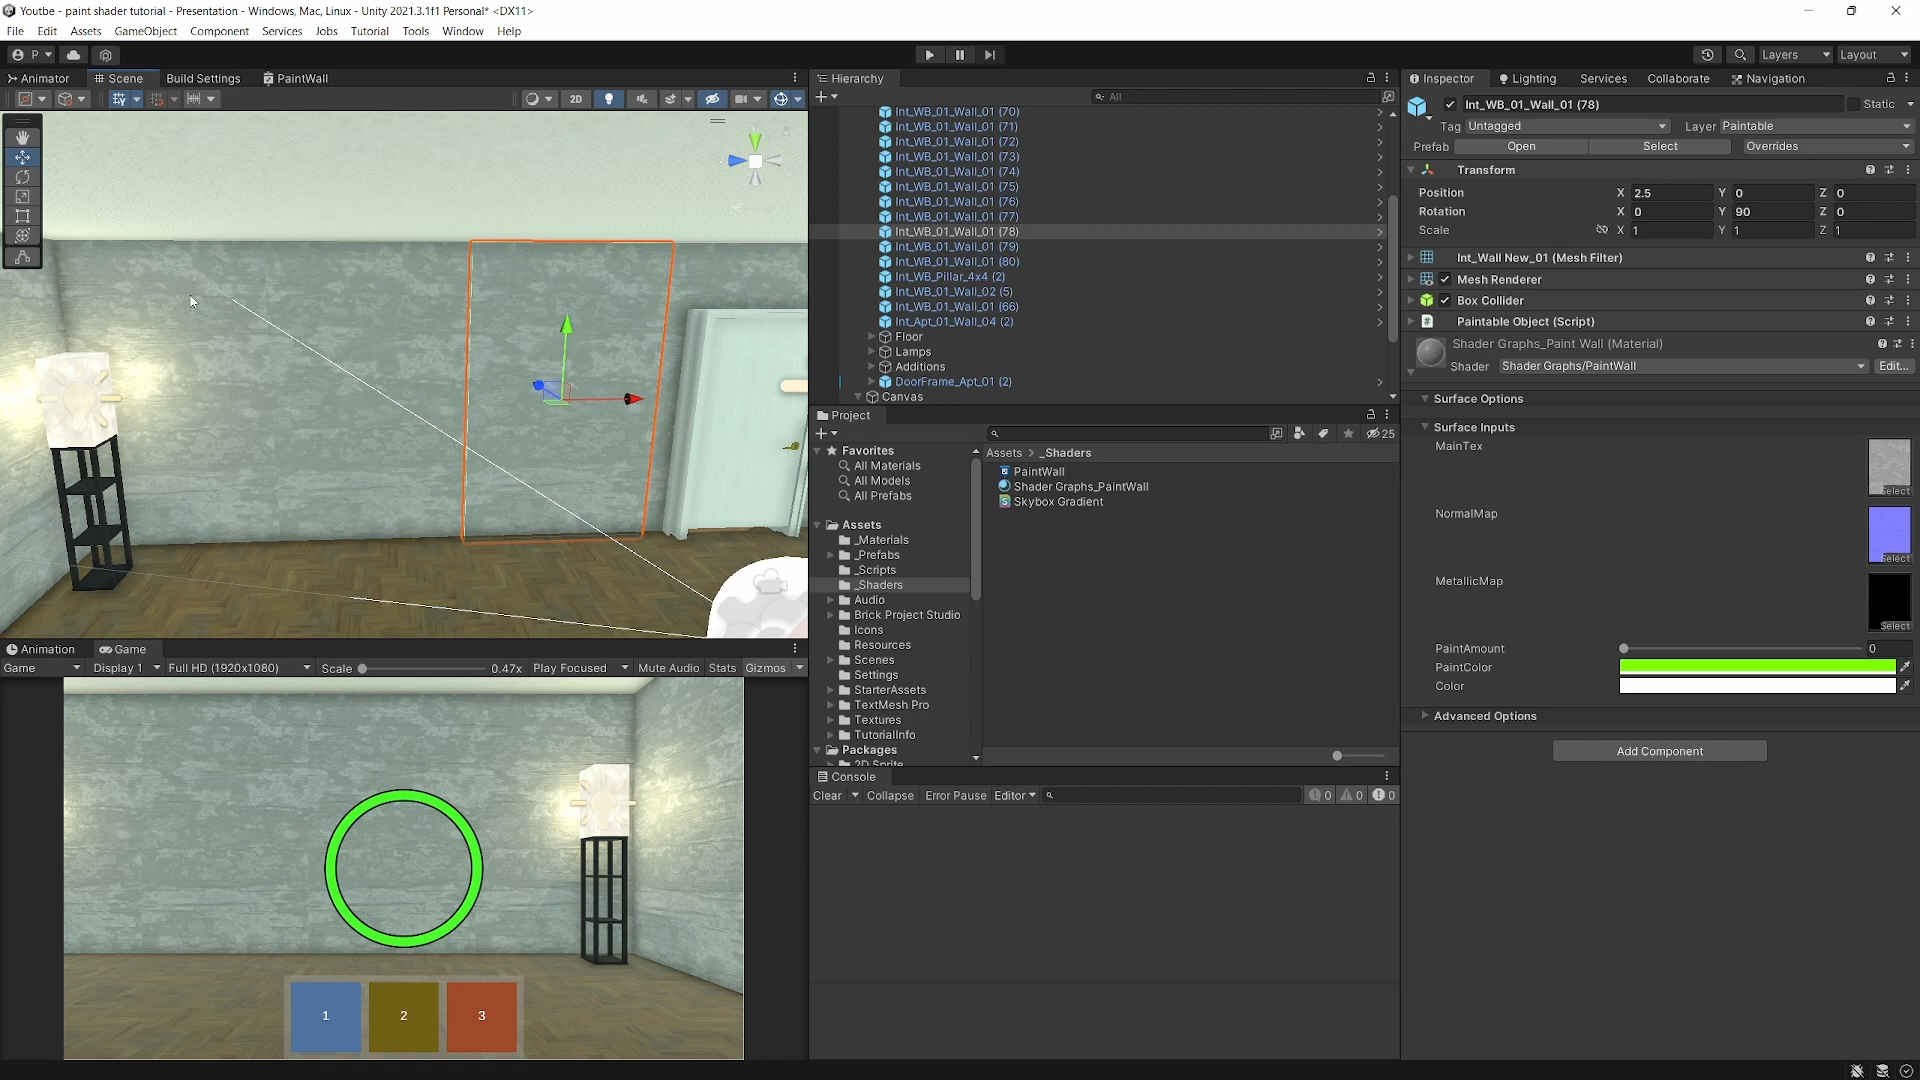 Youtbe - paint shader tutorial - Presentation - Windows, Mac, Linux - Unity 2021.3.1f1 Personal* <DX11>
File Edit Assets GameObject Component Services Jobs Tutorial Tools Window Help
P Layers Layout
Animator Scene Build Settings PaintWall
2D
Hierarchy
All
Int_WB_01_Wall_01 (70)
Int_WB_01_Wall_01 (71)
Int_WB_01_Wall_01 (72)
Int_WB_01_Wall_01 (73)
Int_WB_01_Wall_01 (74)
Int_WB_01_Wall_01 (75)
Int_WB_01_Wall_01 (76)
Int_WB_01_Wall_01 (77)
Int_WB_01_Wall_01 (78)
Int_WB_01_Wall_01 (79)
Int_WB_01_Wall_01 (80)
Int_WB_Pillar_4x4 (2)
Int_WB_01_Wall_02 (5)
Int_WB_01_Wall_01 (66)
Int_Apt_01_Wall_04 (2)
Floor
Lamps
Additions
DoorFrame_Apt_01 (2)
Canvas
Project
25
Favorites
All Materials
All Models
All Prefabs
Assets
_Materials
_Prefabs
_Scripts
_Shaders
Audio
Brick Project Studio
Icons
Resources
Scenes
Settings
StarterAssets
TextMesh Pro
Textures
TutorialInfo
Packages
2D Sprite
Assets > _Shaders
PaintWall
Shader Graphs_PaintWall
Skybox Gradient
Console
Clear Collapse Error Pause Editor 0 0 0
Inspector Lighting Services Collaborate Navigation
Int_WB_01_Wall_01 (78) Static
Tag Untagged Layer Paintable
Prefab Open Select Overrides
Transform
Position X 2.5 Y 0 Z 0
Rotation X 0 Y 90 Z 0
Scale X 1 Y 1 Z 1
Int_Wall New_01 (Mesh Filter)
Mesh Renderer
Box Collider
Paintable Object (Script)
Shader Graphs_Paint Wall (Material)
Shader Shader Graphs/PaintWall Edit...
Surface Options
Surface Inputs
MainTex
Select
NormalMap
Select
MetallicMap
Select
PaintAmount 0
PaintColor
Color
Advanced Options
Add Component
Animation Game
Game Display 1 Full HD (1920x1080) Scale 0.47x Play Focused Mute Audio Stats Gizmos
1 2 3